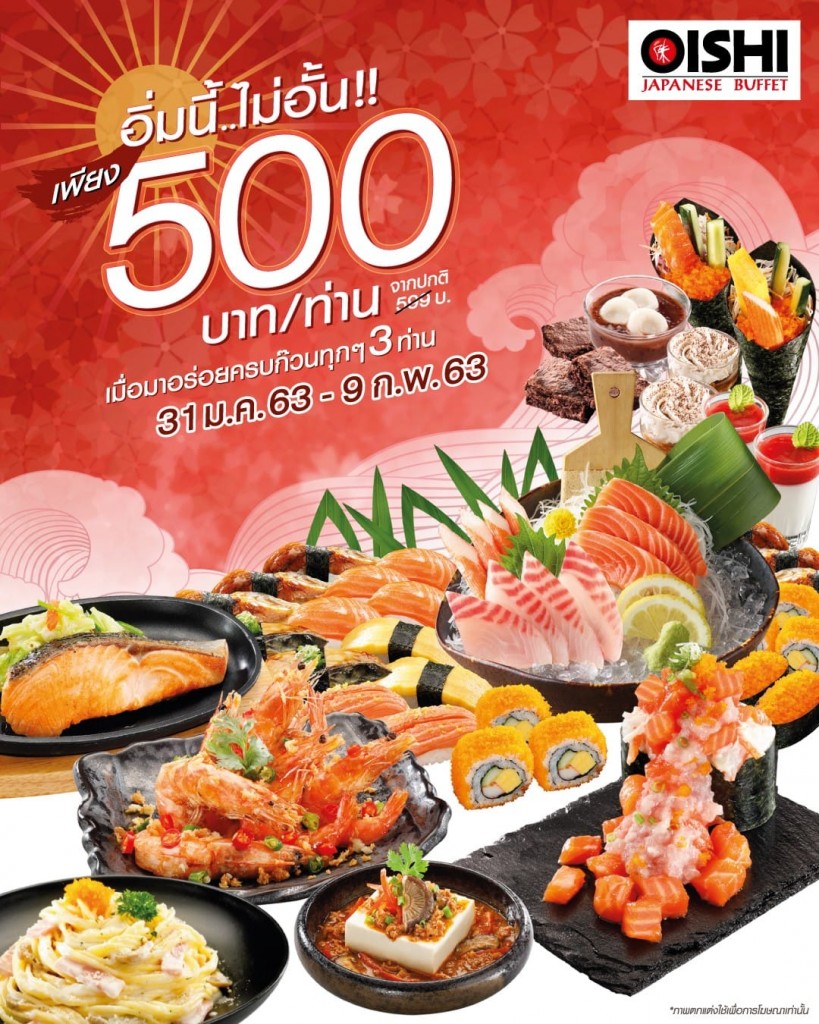 OISHI
JAPANESE BUFFET
อิ่มนี้..ไม่อั้น!!
เพียง
500
บาท/ท่าน
จากปกติ
599 บ.
เมื่อมาอร่อยครบก๊วนทุกๆ 3 ท่าน
31 ม.ค. 63 - 9 ก.พ. 63
*ภาพตกแต่งใช้เพื่อการโฆษณาเท่านั้น